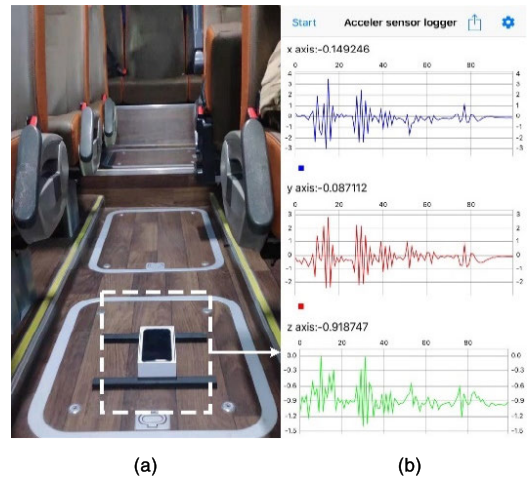 Start Acceler sensor logger
x axis:-0.149246
0 20 40 60 80
4 4
3 3
2 2
1 1
0 0
-1 -1
-2 -2
-3 -3
y axis:-0.087112
0 20 40 60 80
3 3
2 2
1 1
0 0
-1
-2 -2
z axis:-0.918747
0 20 40 60 80 100
0.0 0.0
-0.3 -0.3
-0.6 -0.6
-0.9 -0.9
-1.2 -1.2
-1.5 -1.5
(a) (b)